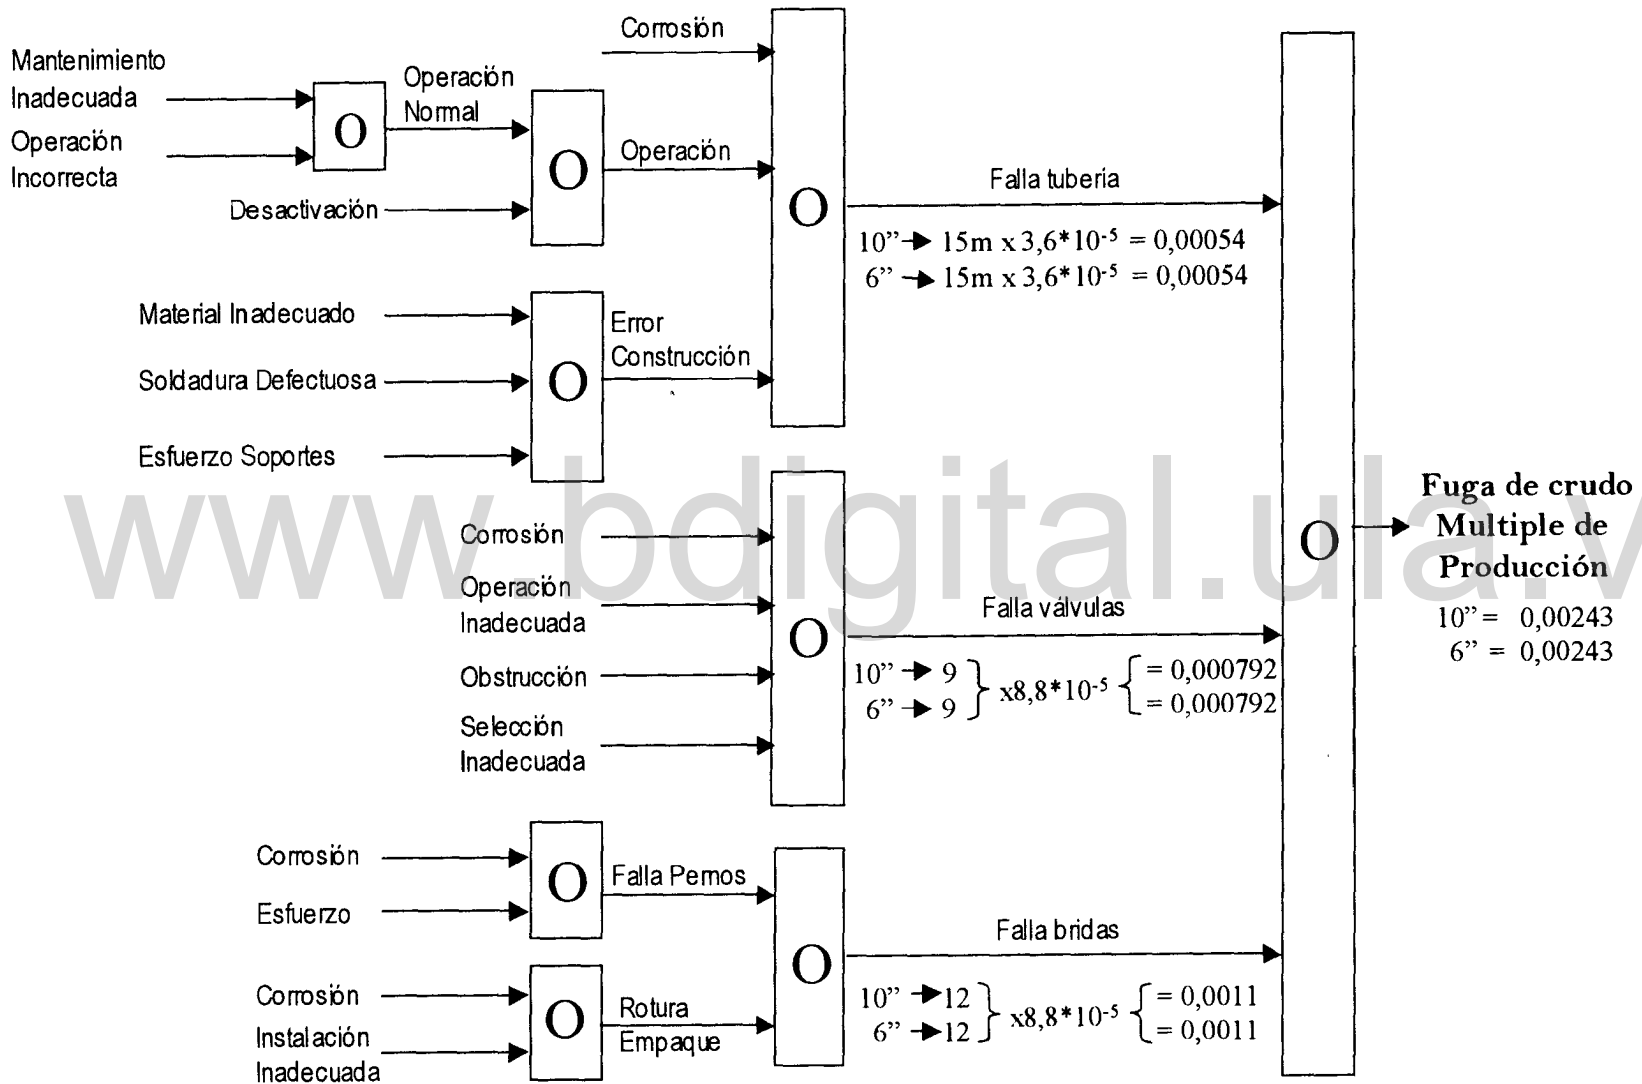 Mantenimiento
Inadecuada
Operación
Incorrecta
O
Operación
Normal
Desactivación
O
Corrosión
Operación
Material Inadecuado
Soldadura Defectuosa
Esfuerzo Soportes
O
Error
Construcción
O
Falla tubería
10”→ 15m x 3,6*10-5 = 0,00054
6” → 15m x 3,6*10-5 = 0,00054
Corrosión
Operación
Inadecuada
Obstrucción
Selección
Inadecuada
O
Falla válvulas
10” → 9 } x8,8*10-5 { = 0,000792
6” → 9 = 0,000792
Corrosión
Esfuerzo
O
Falla Pernos
Corrosión
Instalación
Inadecuada
O
Rotura
Empaque
O
Falla bridas
10” →12 } x8,8*10-5 { = 0,0011
6” →12 = 0,0011
O
Fuga de crudo
Multiple de
Producción
10” = 0,00243
6” = 0,00243
www.bdigital.ula.v